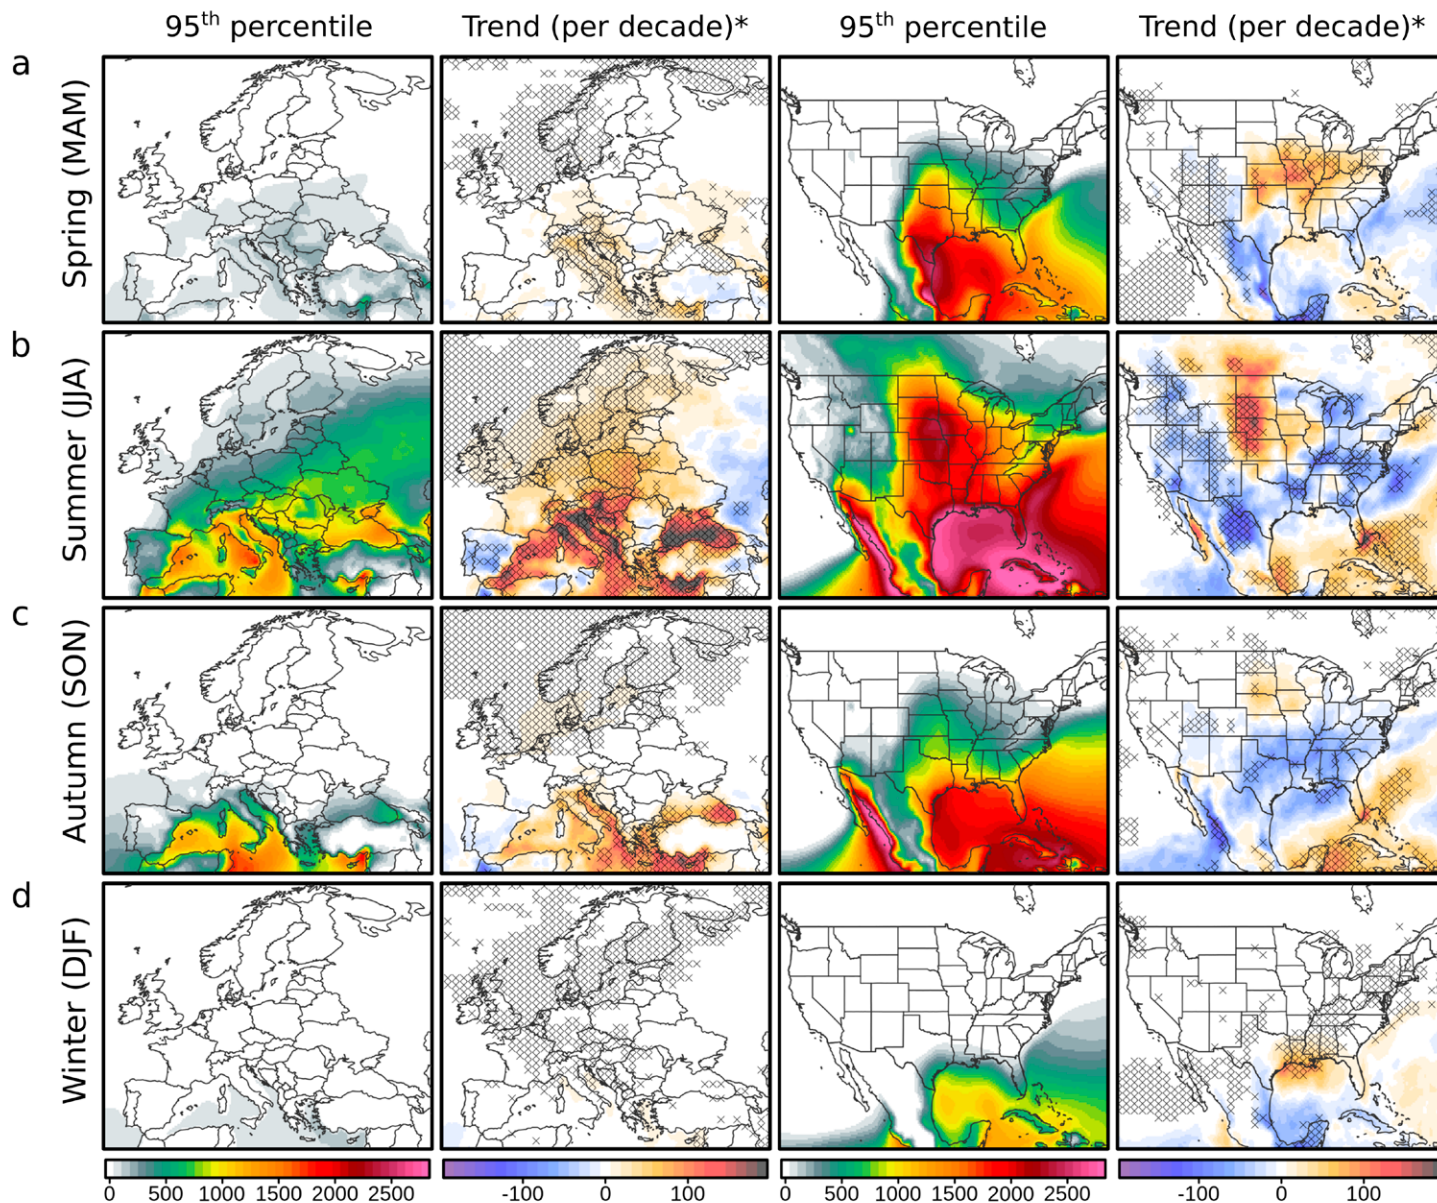 95th percentile Trend (per decade)* 95th percentile Trend (per decade)*
a
Spring (MAM)
b
Summer (JJA)
c
Autumn (SON)
d
Winter (DJF)
0 500 1000 1500 2000 2500 -100 0 100 0 500 1000 1500 2000 2500 -100 0 100